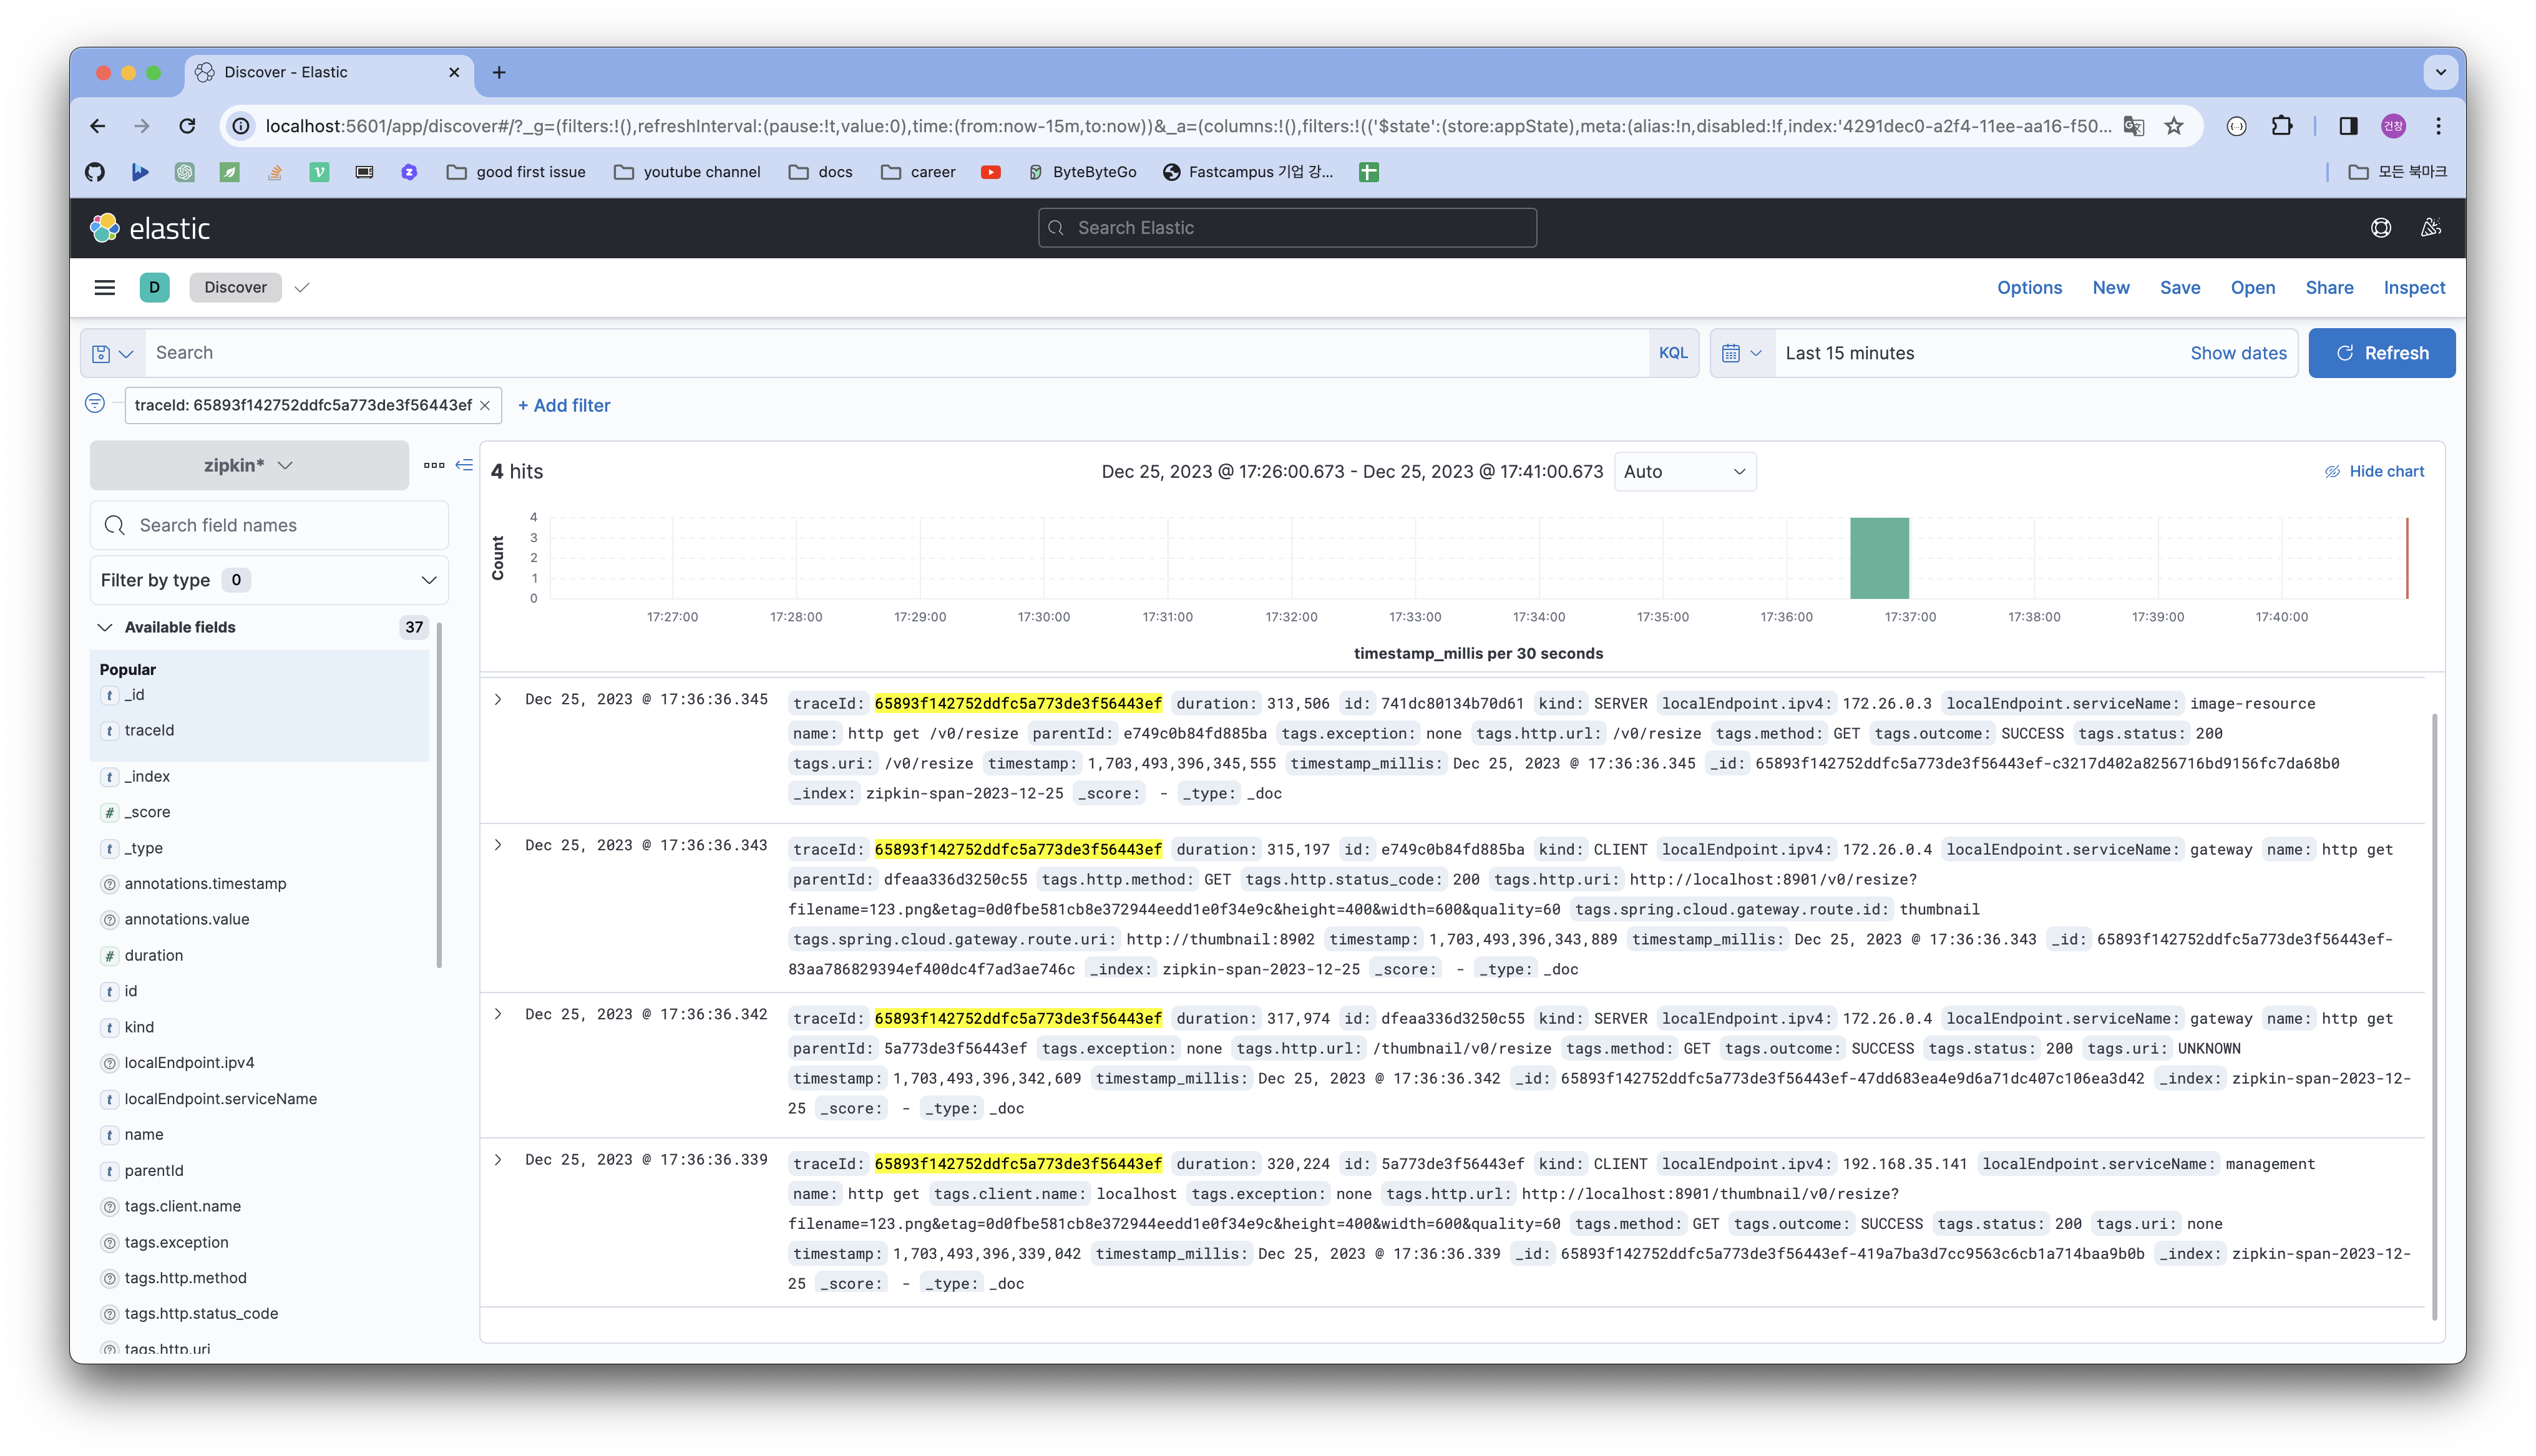 Discover - Elastic
localhost:5601/app/discover#/?_g=(filters:!(),refreshInterval:(pause:!t,value:0),time:(from:now-15m,to:now))&_a=(columns:!(),filters:!(('$state':(store:appState),meta:(alias:!n,disabled:!f,index:'4291dec0-a2f4-11ee-aa16-f50...
건창
good first issue youtube channel docs career ByteByteGo Fastcampus 기업 강... 모든 북마크
elastic Search Elastic
D Discover Options New Save Open Share Inspect
Search KQL Last 15 minutes Show dates Refresh
traceId: 65893f142752ddfc5a773de3f56443ef + Add filter
zipkin*
Search field names
Filter by type 0
Available fields 37
Popular
t _id
t traceId
t _index
# _score
t _type
annotations.timestamp
annotations.value
# duration
t id
t kind
localEndpoint.ipv4
t localEndpoint.serviceName
t name
t parentId
tags.client.name
tags.exception
tags.http.method
tags.http.status_code
tags.http.uri
4 hits Dec 25, 2023 @ 17:26:00.673 - Dec 25, 2023 @ 17:41:00.673 Auto Hide chart
Count
4
3
2
1
0
17:27:00 17:28:00 17:29:00 17:30:00 17:31:00 17:32:00 17:33:00 17:34:00 17:35:00 17:36:00 17:37:00 17:38:00 17:39:00 17:40:00
timestamp_millis per 30 seconds
Dec 25, 2023 @ 17:36:36.345 traceId: 65893f142752ddfc5a773de3f56443ef duration: 313,506 id: 741dc80134b70d61 kind: SERVER localEndpoint.ipv4: 172.26.0.3 localEndpoint.serviceName: image-resource
name: http get /v0/resize parentId: e749c0b84fd885ba tags.exception: none tags.http.url: /v0/resize tags.method: GET tags.outcome: SUCCESS tags.status: 200
tags.uri: /v0/resize timestamp: 1,703,493,396,345,555 timestamp_millis: Dec 25, 2023 @ 17:36:36.345 _id: 65893f142752ddfc5a773de3f56443ef-c3217d402a8256716bd9156fc7da68b0
_index: zipkin-span-2023-12-25 _score: - _type: _doc
Dec 25, 2023 @ 17:36:36.343 traceId: 65893f142752ddfc5a773de3f56443ef duration: 315,197 id: e749c0b84fd885ba kind: CLIENT localEndpoint.ipv4: 172.26.0.4 localEndpoint.serviceName: gateway name: http get
parentId: dfeaa336d3250c55 tags.http.method: GET tags.http.status_code: 200 tags.http.uri: http://localhost:8901/v0/resize?
filename=123.png&etag=0d0fbe581cb8e372944eedd1e0f34e9c&height=400&width=600&quality=60 tags.spring.cloud.gateway.route.id: thumbnail
tags.spring.cloud.gateway.route.uri: http://thumbnail:8902 timestamp: 1,703,493,396,343,889 timestamp_millis: Dec 25, 2023 @ 17:36:36.343 _id: 65893f142752ddfc5a773de3f56443ef-
83aa786829394ef400dc4f7ad3ae746c _index: zipkin-span-2023-12-25 _score: - _type: _doc
Dec 25, 2023 @ 17:36:36.342 traceId: 65893f142752ddfc5a773de3f56443ef duration: 317,974 id: dfeaa336d3250c55 kind: SERVER localEndpoint.ipv4: 172.26.0.4 localEndpoint.serviceName: gateway name: http get
parentId: 5a773de3f56443ef tags.exception: none tags.http.url: /thumbnail/v0/resize tags.method: GET tags.outcome: SUCCESS tags.status: 200 tags.uri: UNKNOWN
timestamp: 1,703,493,396,342,609 timestamp_millis: Dec 25, 2023 @ 17:36:36.342 _id: 65893f142752ddfc5a773de3f56443ef-47dd683ea4e9d6a71dc407c106ea3d42 _index: zipkin-span-2023-12-
25 _score: - _type: _doc
Dec 25, 2023 @ 17:36:36.339 traceId: 65893f142752ddfc5a773de3f56443ef duration: 320,224 id: 5a773de3f56443ef kind: CLIENT localEndpoint.ipv4: 192.168.35.141 localEndpoint.serviceName: management
name: http get tags.client.name: localhost tags.exception: none tags.http.url: http://localhost:8901/thumbnail/v0/resize?
filename=123.png&etag=0d0fbe581cb8e372944eedd1e0f34e9c&height=400&width=600&quality=60 tags.method: GET tags.outcome: SUCCESS tags.status: 200 tags.uri: none
timestamp: 1,703,493,396,339,042 timestamp_millis: Dec 25, 2023 @ 17:36:36.339 _id: 65893f142752ddfc5a773de3f56443ef-419a7ba3d7cc9563c6cb1a714baa9b0b _index: zipkin-span-2023-12-
25 _score: - _type: _doc